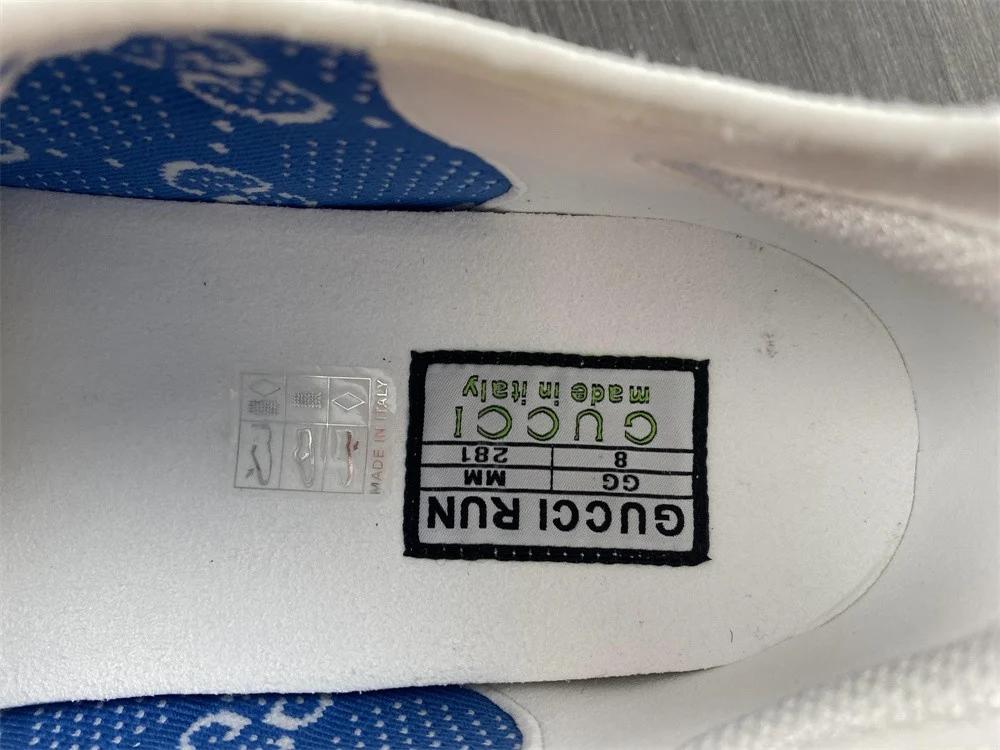 GUCCI RUN
GG MM
8 281
GUCCI
made in italy
MADE IN ITALY